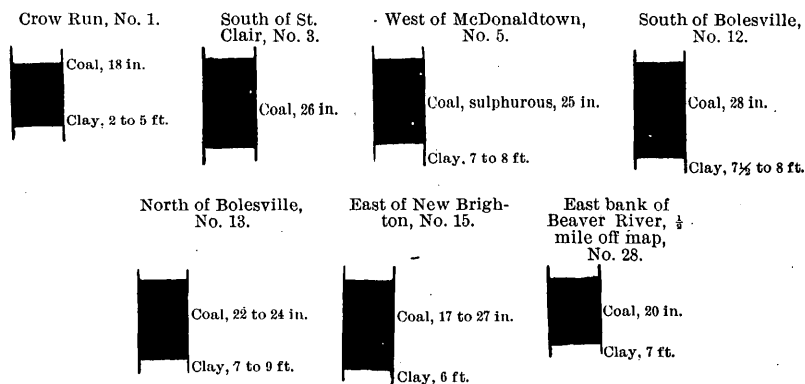 Crow Run, No. 1.
Coal, 18 in.
Clay, 2 to 5 ft.
South of St.
Clair, No. 3.
Coal, 26 in.
West of McDonaldtown,
No. 5.
Coal, sulphurous, 25 in.
Clay, 7 to 8 ft.
South of Bolesville,
No. 12.
Coal, 28 in.
Clay, 7½ to 8 ft.
North of Bolesville,
No. 13.
Coal, 22 to 24 in.
Clay, 7 to 9 ft.
East of New Brigh-
ton, No. 15.
Coal, 17 to 27 in.
Clay, 6 ft.
East bank of
Beaver River, ½
mile off map,
No. 28.
Coal, 20 in.
Clay, 7 ft.